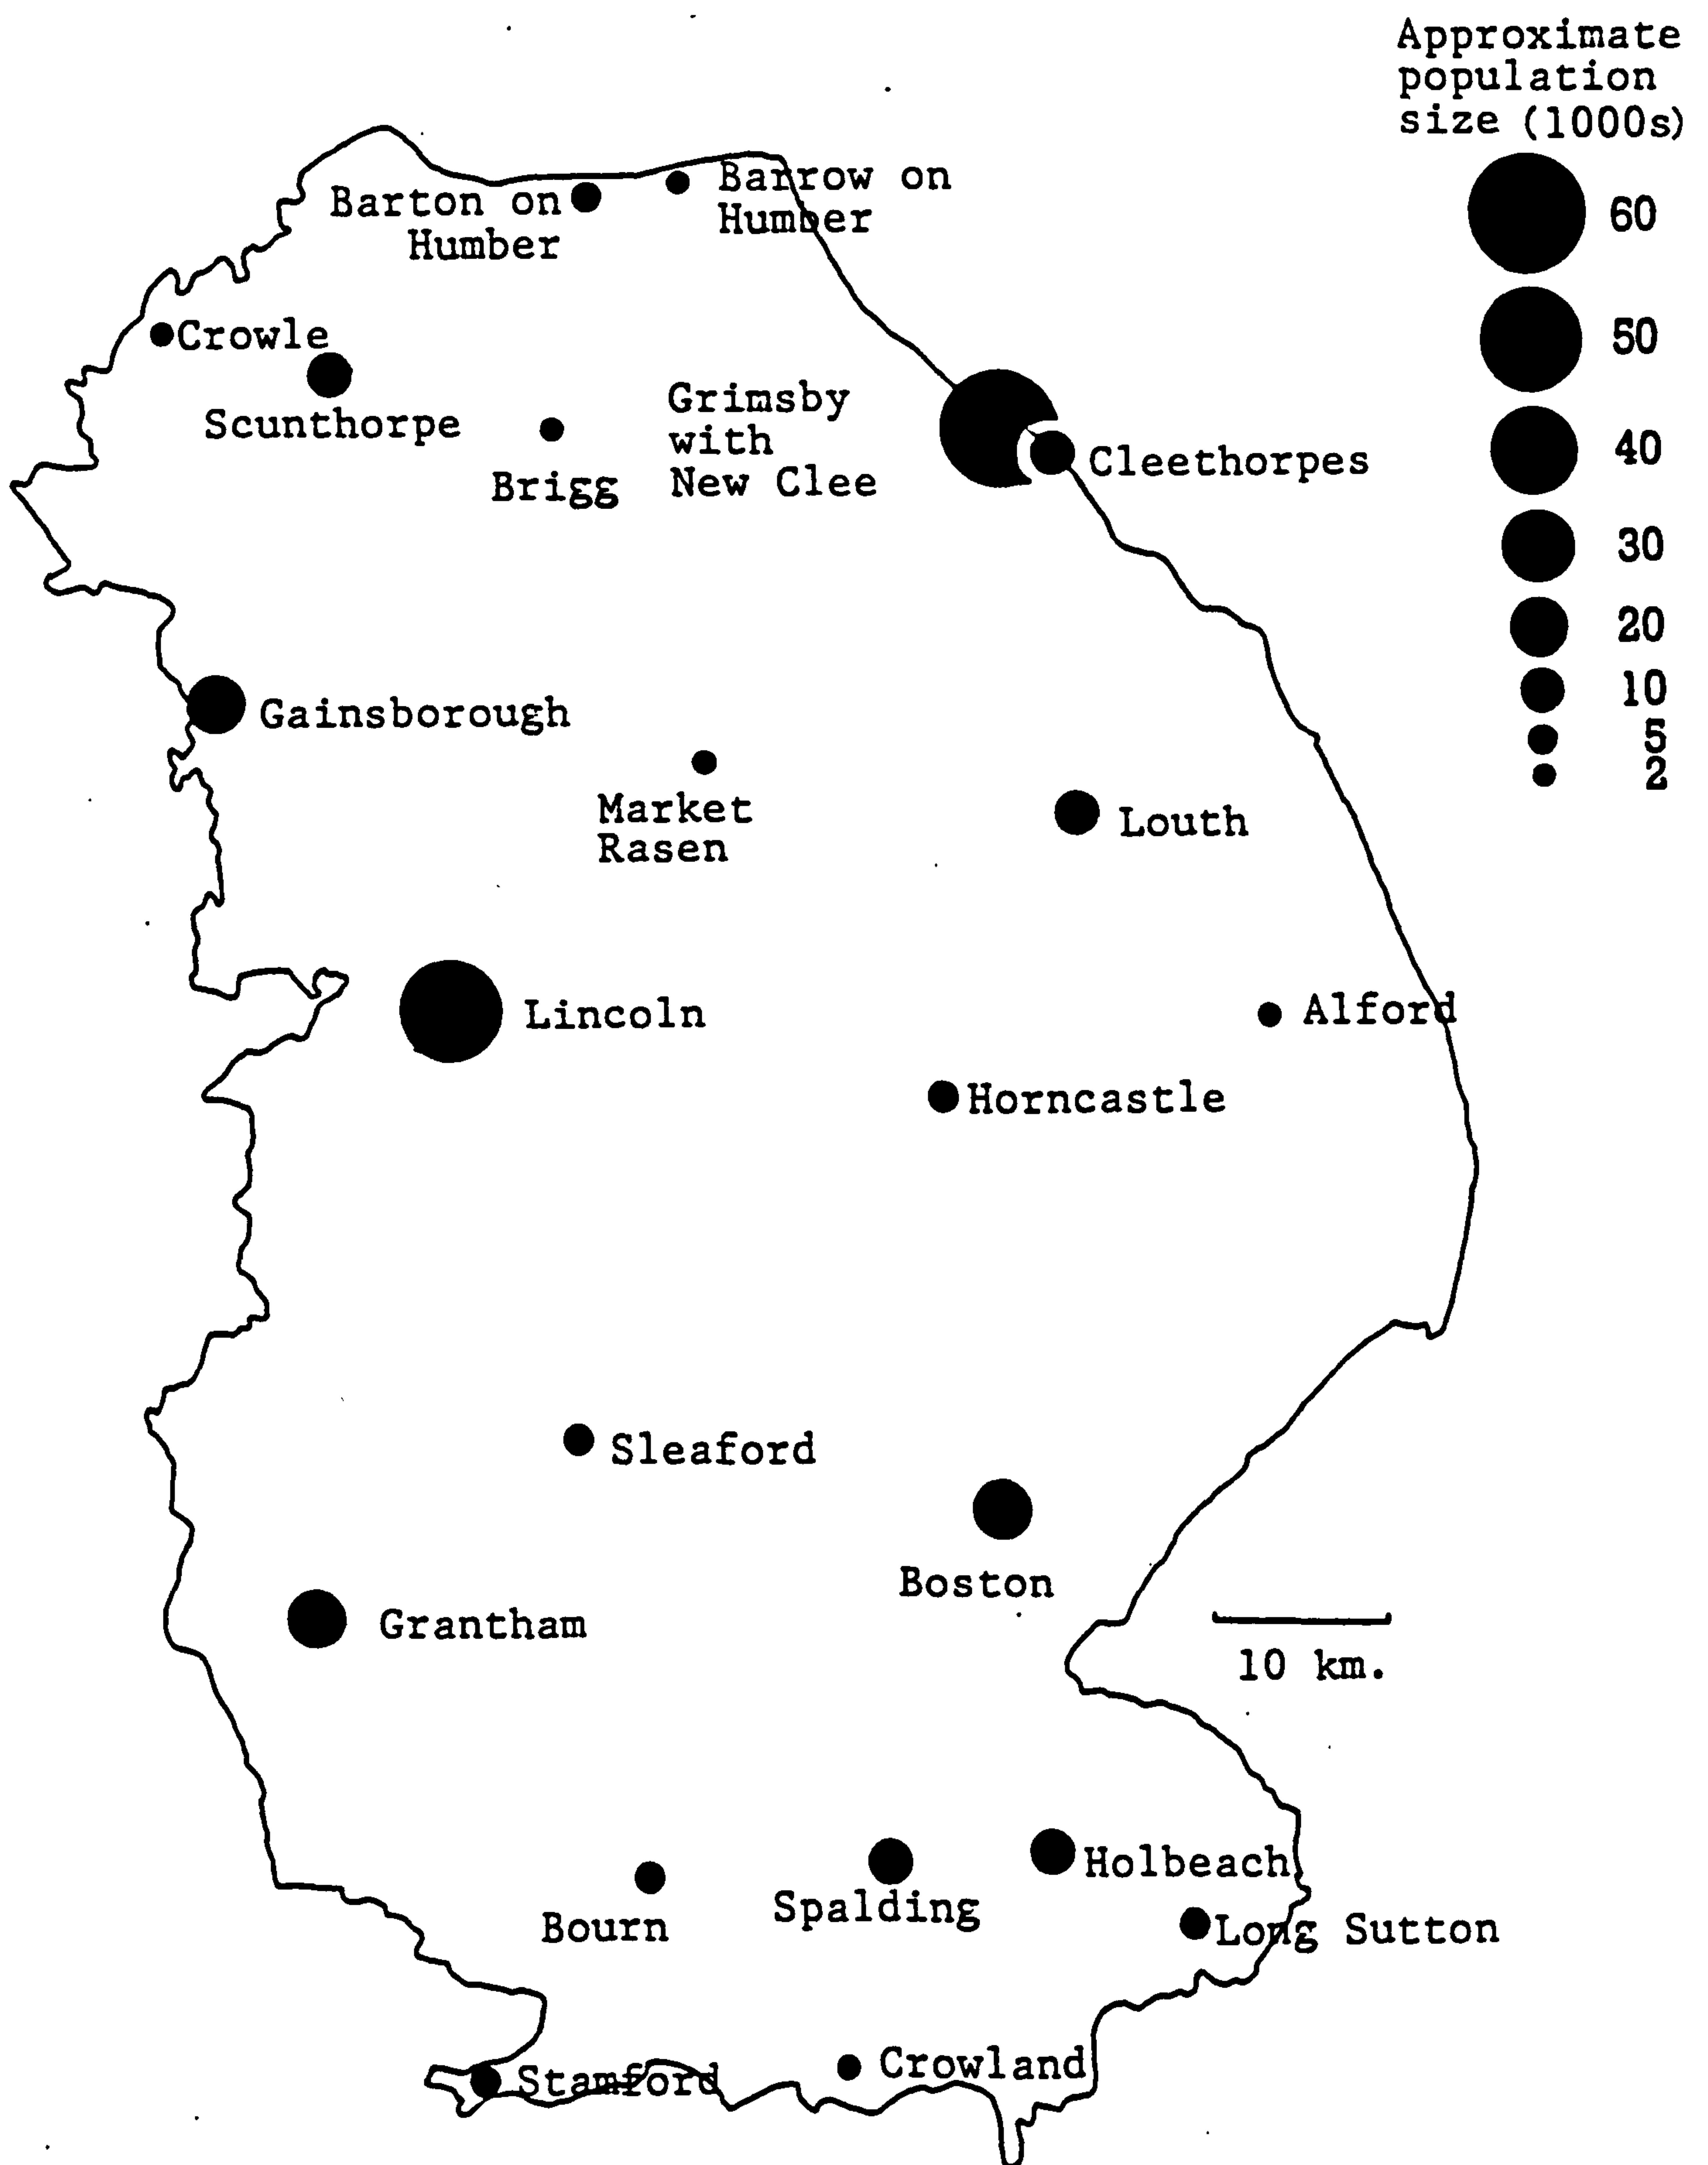 Approximate
population
size (1000s)
60
50
40
30
20
10
5
2
Barton on
Humber
Barrow on
Humber
Crowle
Scunthorpe
Brigg
Grimsby
with
New Clee
Cleethorpes
Gainsborough
Market
Rasen
Louth
Lincoln
Alford
Horncastle
Sleaford
Boston
Grantham
10 km.
Holbeach
Spalding
Bourn
Long Sutton
Stamford
Crowland